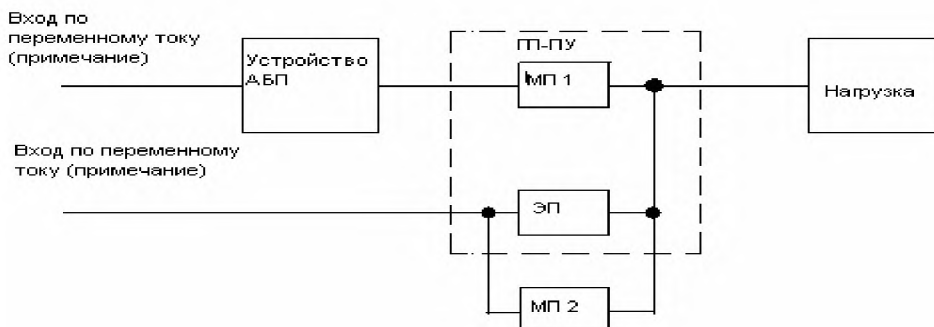 Вход по
переменному току
(примечание)
Устройство
АБП
ГП-ПУ
МП 1
Нагрузка
Вход по переменному
току (примечание)
ЭП
МП 2